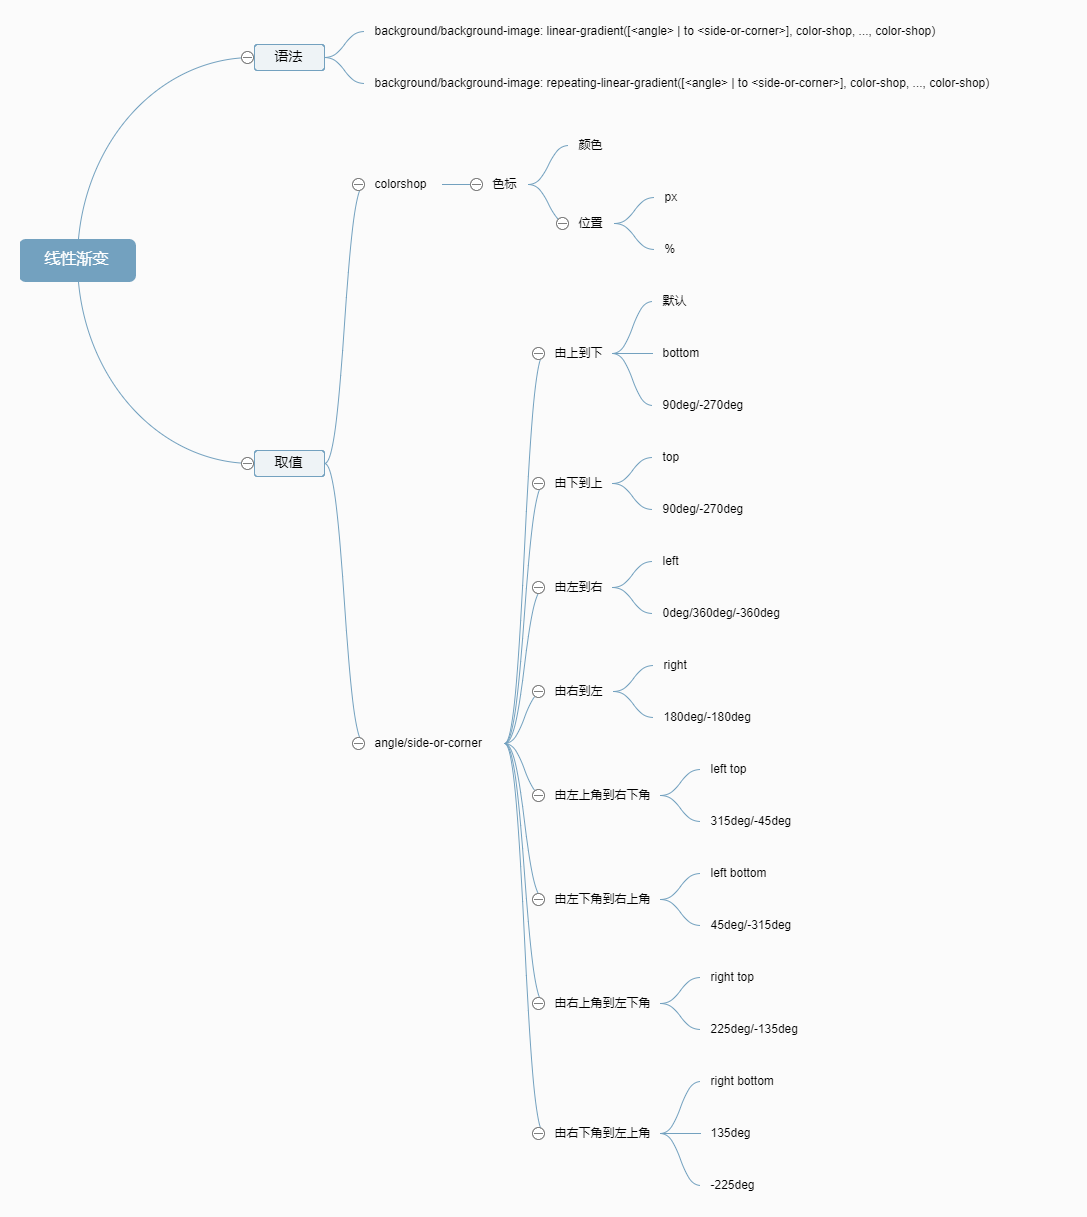 线性渐变
语法
background/background-image: linear-gradient([<angle> | to <side-or-corner>], color-shop, ..., color-shop)
background/background-image: repeating-linear-gradient([<angle> | to <side-or-corner>], color-shop, ..., color-shop)
取值
colorshop
色标
颜色
位置
px
%
angle/side-or-corner
由上到下
默认
bottom
90deg/-270deg
由下到上
top
90deg/-270deg
由左到右
left
0deg/360deg/-360deg
由右到左
right
180deg/-180deg
由左上角到右下角
left top
315deg/-45deg
由左下角到右上角
left bottom
45deg/-315deg
由右上角到左下角
right top
225deg/-135deg
由右下角到左上角
right bottom
135deg
-225deg